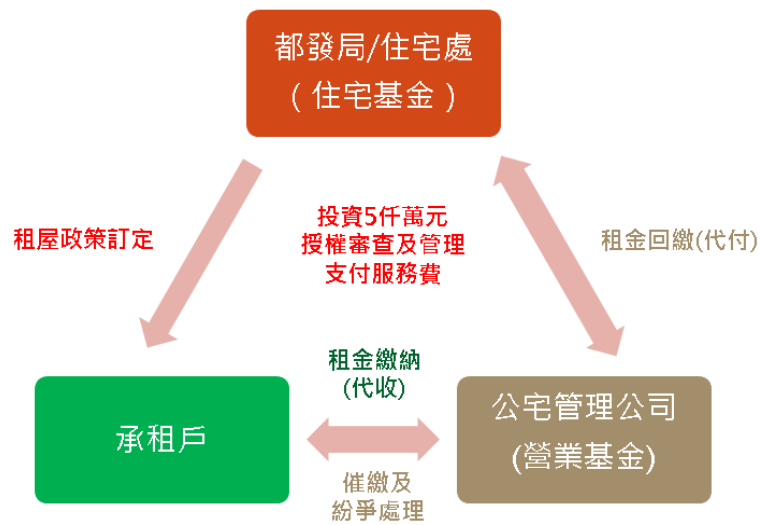 都發局/住宅處
(住宅基金)
租屋政策訂定
投資5仟萬元
授權審查及管理
支付服務費
租金回繳(代付)
租金繳納
(代收)
承租戶
公宅管理公司
(營業基金)
催繳及
紛爭處理